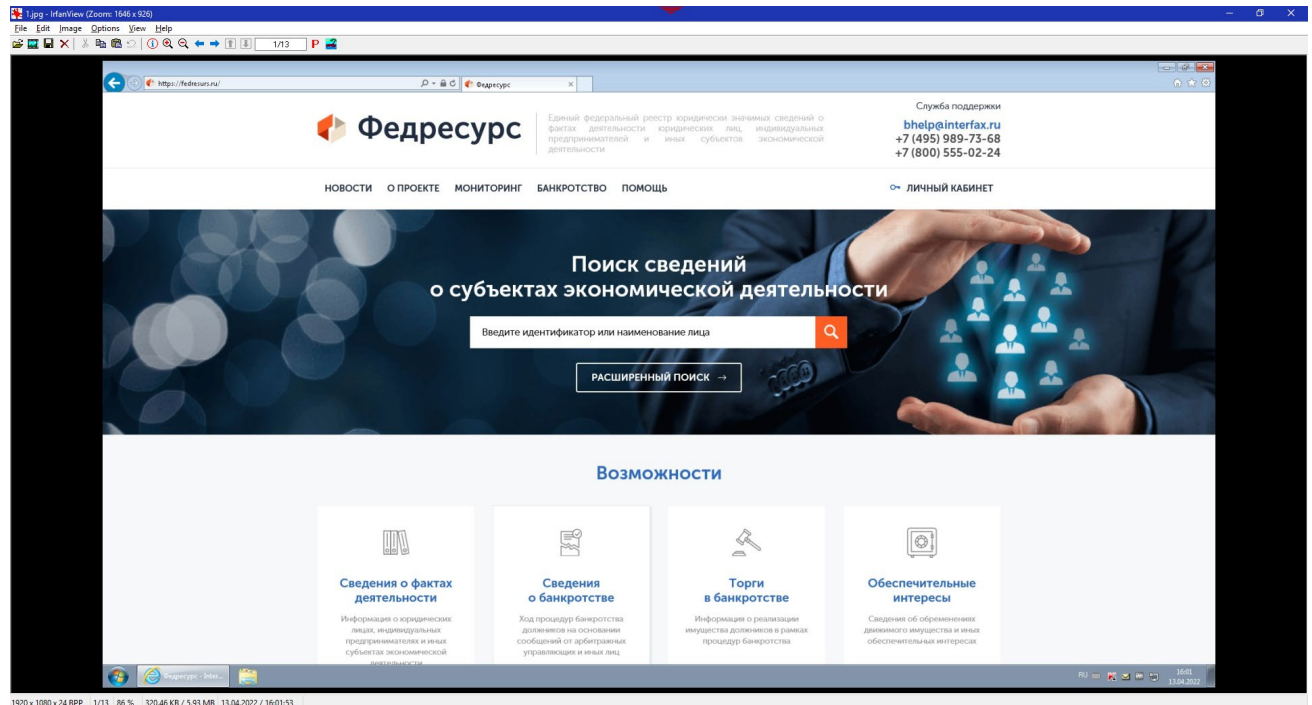 1.jpg - IrfanView (Zoom: 1646 x 926)
File Edit Image Options View Help
1/13
https://fedresurs.ru/
Федресурс
Служба поддержки
bhelp@interfax.ru
+7 (495) 989-73-68
+7 (800) 555-02-24
Федресурс
Единый федеральный реестр юридически значимых сведений о
фактах деятельности юридических лиц, индивидуальных
предпринимателей и иных субъектов экономической
деятельности
НОВОСТИ О ПРОЕКТЕ МОНИТОРИНГ БАНКРОТСТВО ПОМОЩЬ
ЛИЧНЫЙ КАБИНЕТ
Поиск сведений
о субъектах экономической деятельности
Введите идентификатор или наименование лица
РАСШИРЕННЫЙ ПОИСК →
Возможности
Сведения о фактах
деятельности
Информация о юридических
лицах, индивидуальных
предпринимателях и иных
субъектах экономической
деятельности
Сведения
о банкротстве
Ход процедур банкротства
должников на основании
сообщений от арбитражных
управляющих и иных лиц
Торги
в банкротстве
Информация о реализации
имущества должников в рамках
процедур банкротства
Обеспечительные
интересы
Сведения об обременениях
движимого имущества и иных
обеспечительных интересах
Федресурс - Inter...
RU
16:01
13.04.2022
1920 x 1080 x 24 BPP 1/13 86 % 320.46 KB / 5.93 MB 13.04.2022 / 16:01:53